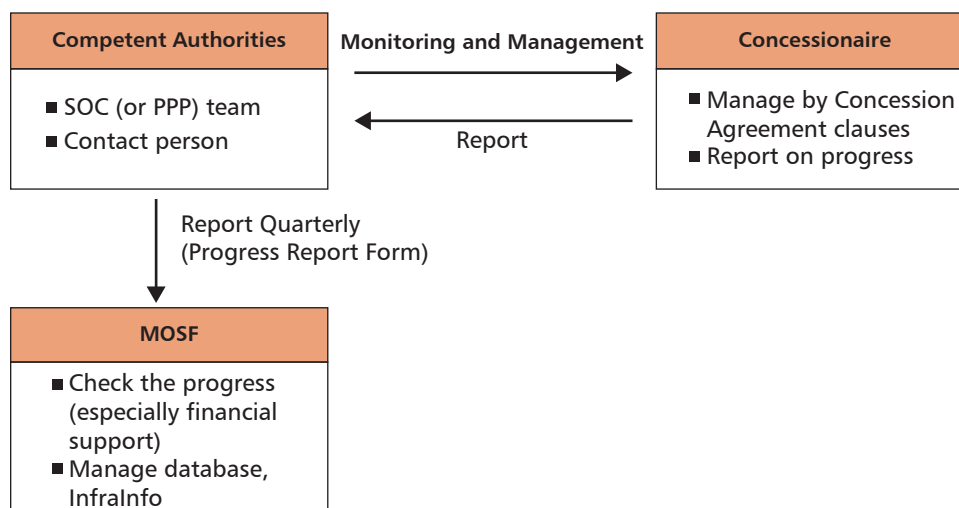 Competent Authorities
■ SOC (or PPP) team
■ Contact person
Monitoring and Management
Report
Concessionaire
■ Manage by Concession
Agreement clauses
■ Report on progress
Report Quarterly
(Progress Report Form)
MOSF
■ Check the progress
(especially financial
support)
■ Manage database,
InfraInfo